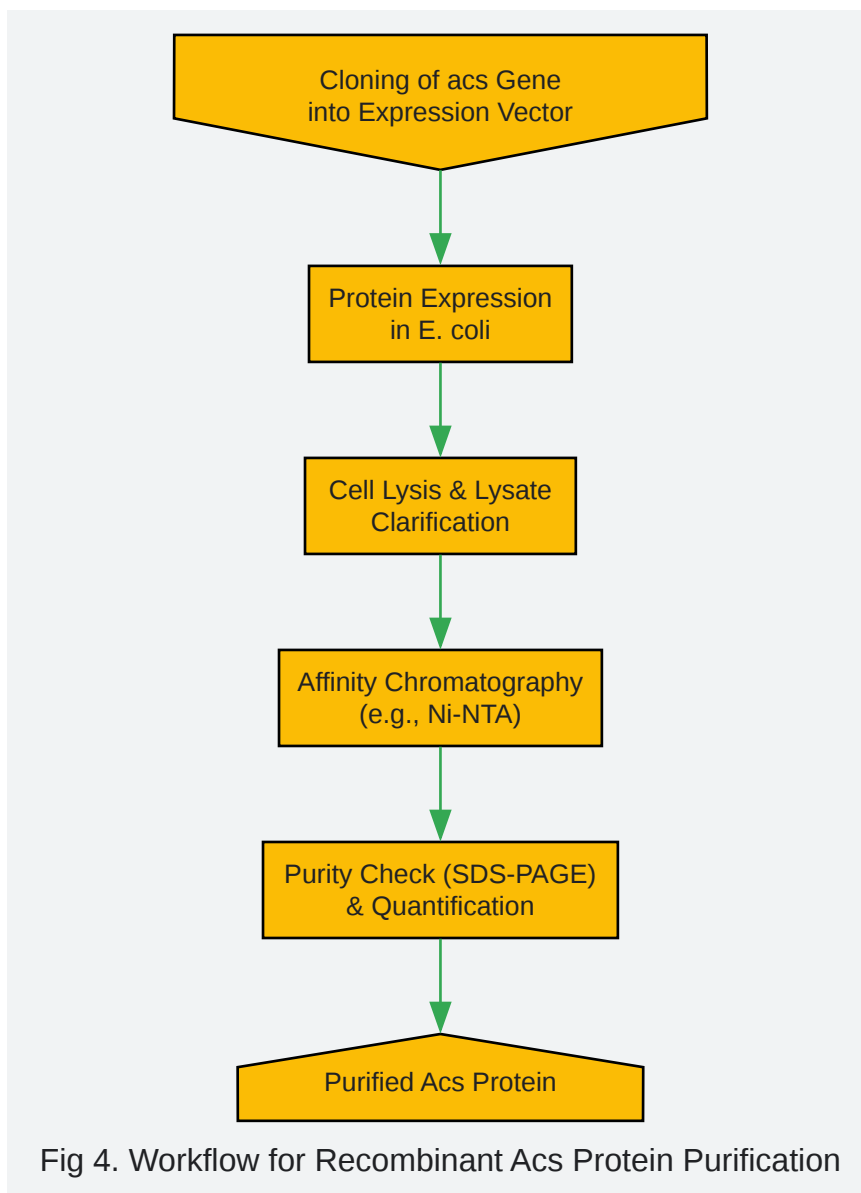 Cloning of acs Gene
into Expression Vector
Protein Expression
in E. coli
Cell Lysis & Lysate
Clarification
Affinity Chromatography
(e.g., Ni-NTA)
Purity Check (SDS-PAGE)
& Quantification
Purified Acs Protein
Fig 4. Workflow for Recombinant Acs Protein Purification